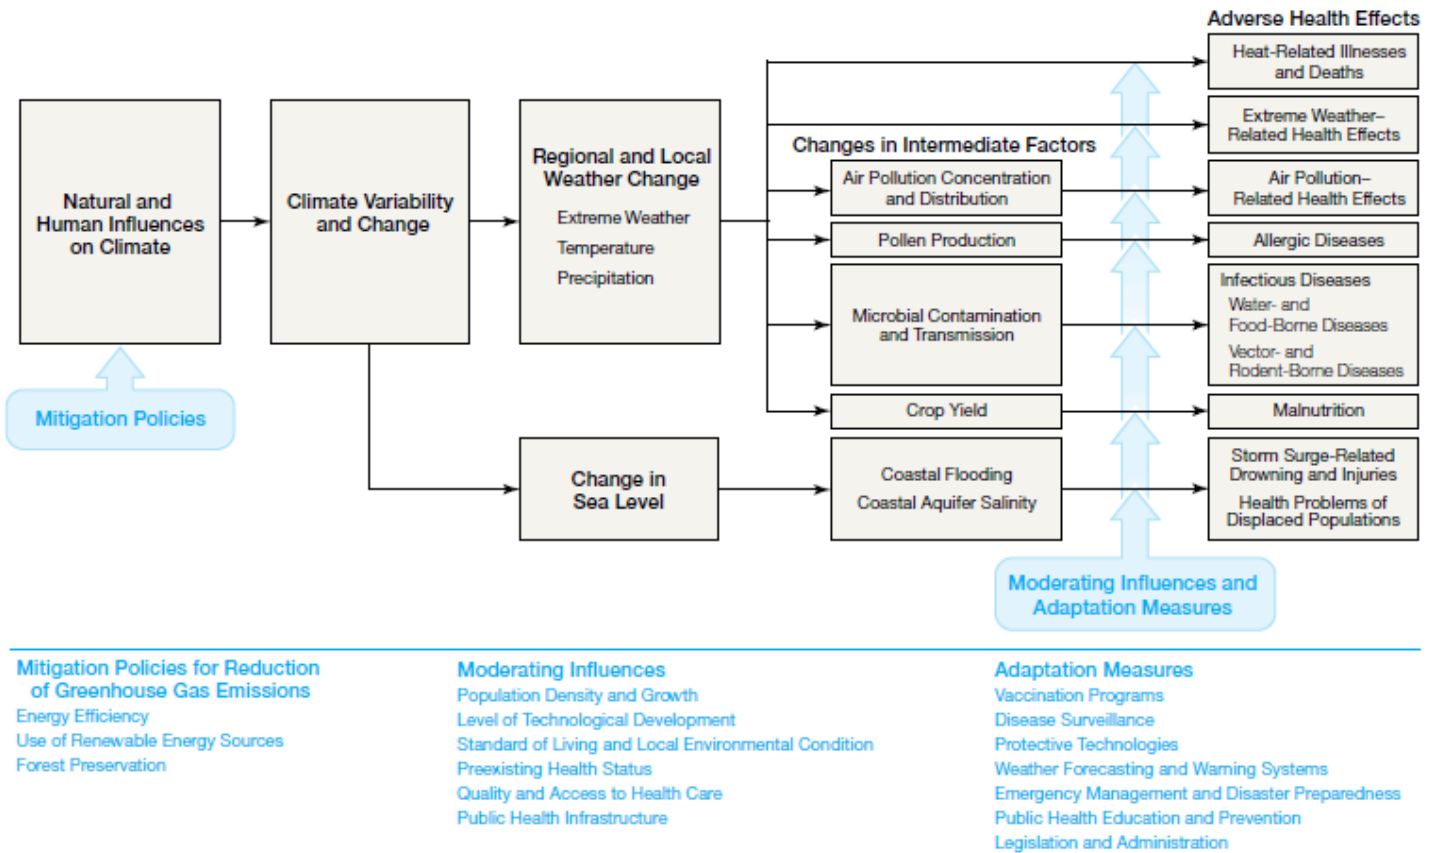 Adverse Health Effects
Heat-Related Illnesses
and Deaths
Extreme Weather–
Related Health Effects
Changes in Intermediate Factors
Natural and
Human Influences
on Climate
Climate Variability
and Change
Regional and Local
Weather Change
Extreme Weather
Temperature
Precipitation
Air Pollution Concentration
and Distribution
Air Pollution–
Related Health Effects
Pollen Production
Allergic Diseases
Microbial Contamination
and Transmission
Infectious Diseases
Water- and
Food-Borne Diseases
Vector- and
Rodent-Borne Diseases
Crop Yield
Malnutrition
Mitigation Policies
Change in
Sea Level
Coastal Flooding
Coastal Aquifer Salinity
Storm Surge-Related
Drowning and Injuries
Health Problems of
Displaced Populations
Moderating Influences and
Adaptation Measures
Mitigation Policies for Reduction
of Greenhouse Gas Emissions
Energy Efficiency
Use of Renewable Energy Sources
Forest Preservation
Moderating Influences
Population Density and Growth
Level of Technological Development
Standard of Living and Local Environmental Condition
Preexisting Health Status
Quality and Access to Health Care
Public Health Infrastructure
Adaptation Measures
Vaccination Programs
Disease Surveillance
Protective Technologies
Weather Forecasting and Warning Systems
Emergency Management and Disaster Preparedness
Public Health Education and Prevention
Legislation and Administration